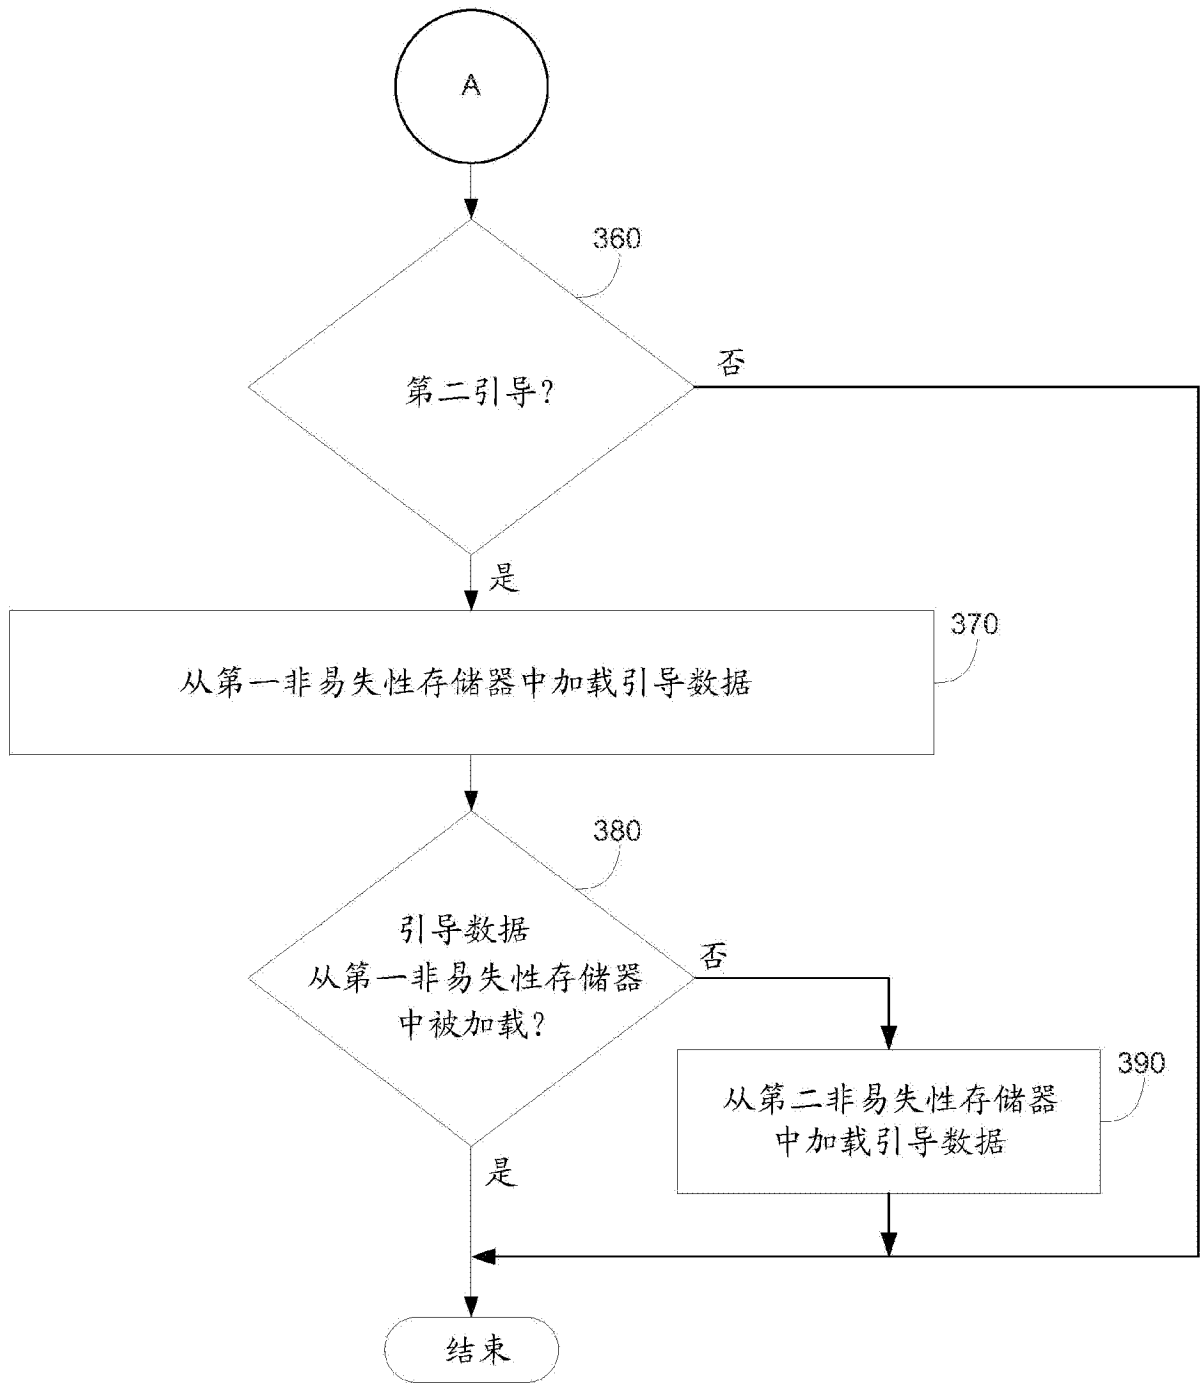 A
360
第二引导？
否
是
370
从第一非易失性存储器中加载引导数据
380
引导数据
从第一非易失性存储器
中被加载？
否
390
从第二非易失性存储器
中加载引导数据
是
结束